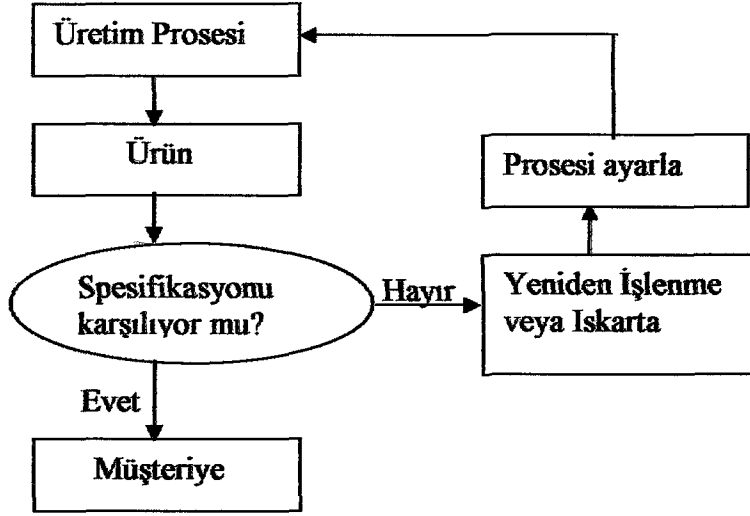 Üretim Prosesi
Ürün
Prosesi ayarla
Spesifikasyonu
karşılıyor mu?
Hayır
Yeniden İşlenme
veya Iskarta
Evet
Müşteriye